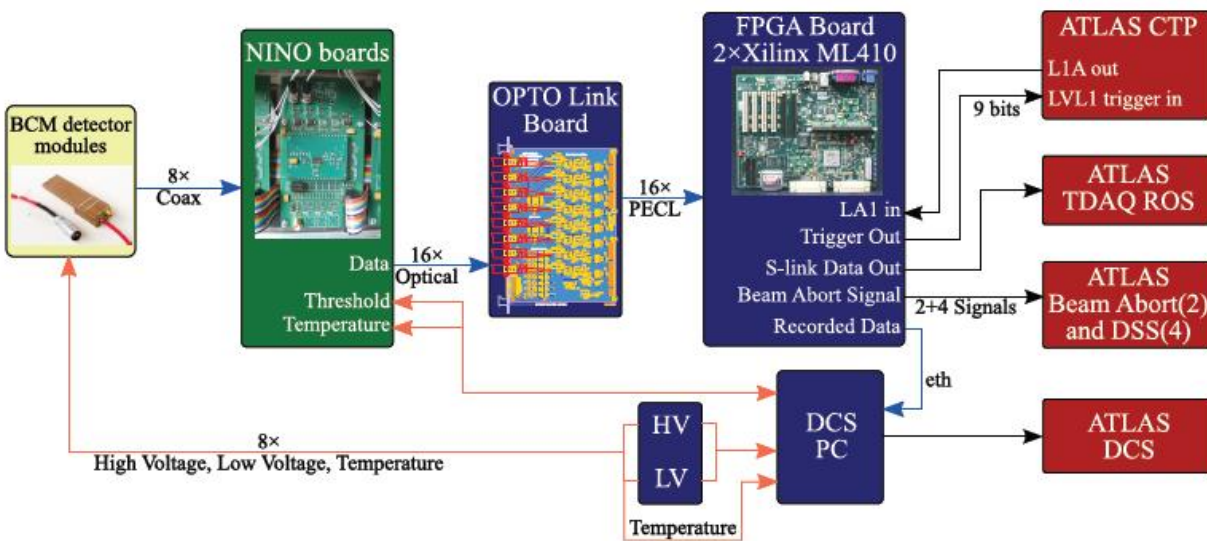 BCM detector
modules
8×
Coax
NINO boards
Data
Threshold
Temperature
16×
Optical
OPTO Link
Board
16×
PECL
FPGA Board
2×Xilinx ML410
LA1 in
Trigger Out
S-link Data Out
Beam Abort Signal
Recorded Data
9 bits
2+4 Signals
eth
ATLAS CTP
L1A out
LVL1 trigger in
ATLAS
TDAQ ROS
ATLAS
Beam Abort(2)
and DSS(4)
8×
High Voltage, Low Voltage, Temperature
HV
LV
Temperature
DCS
PC
ATLAS
DCS